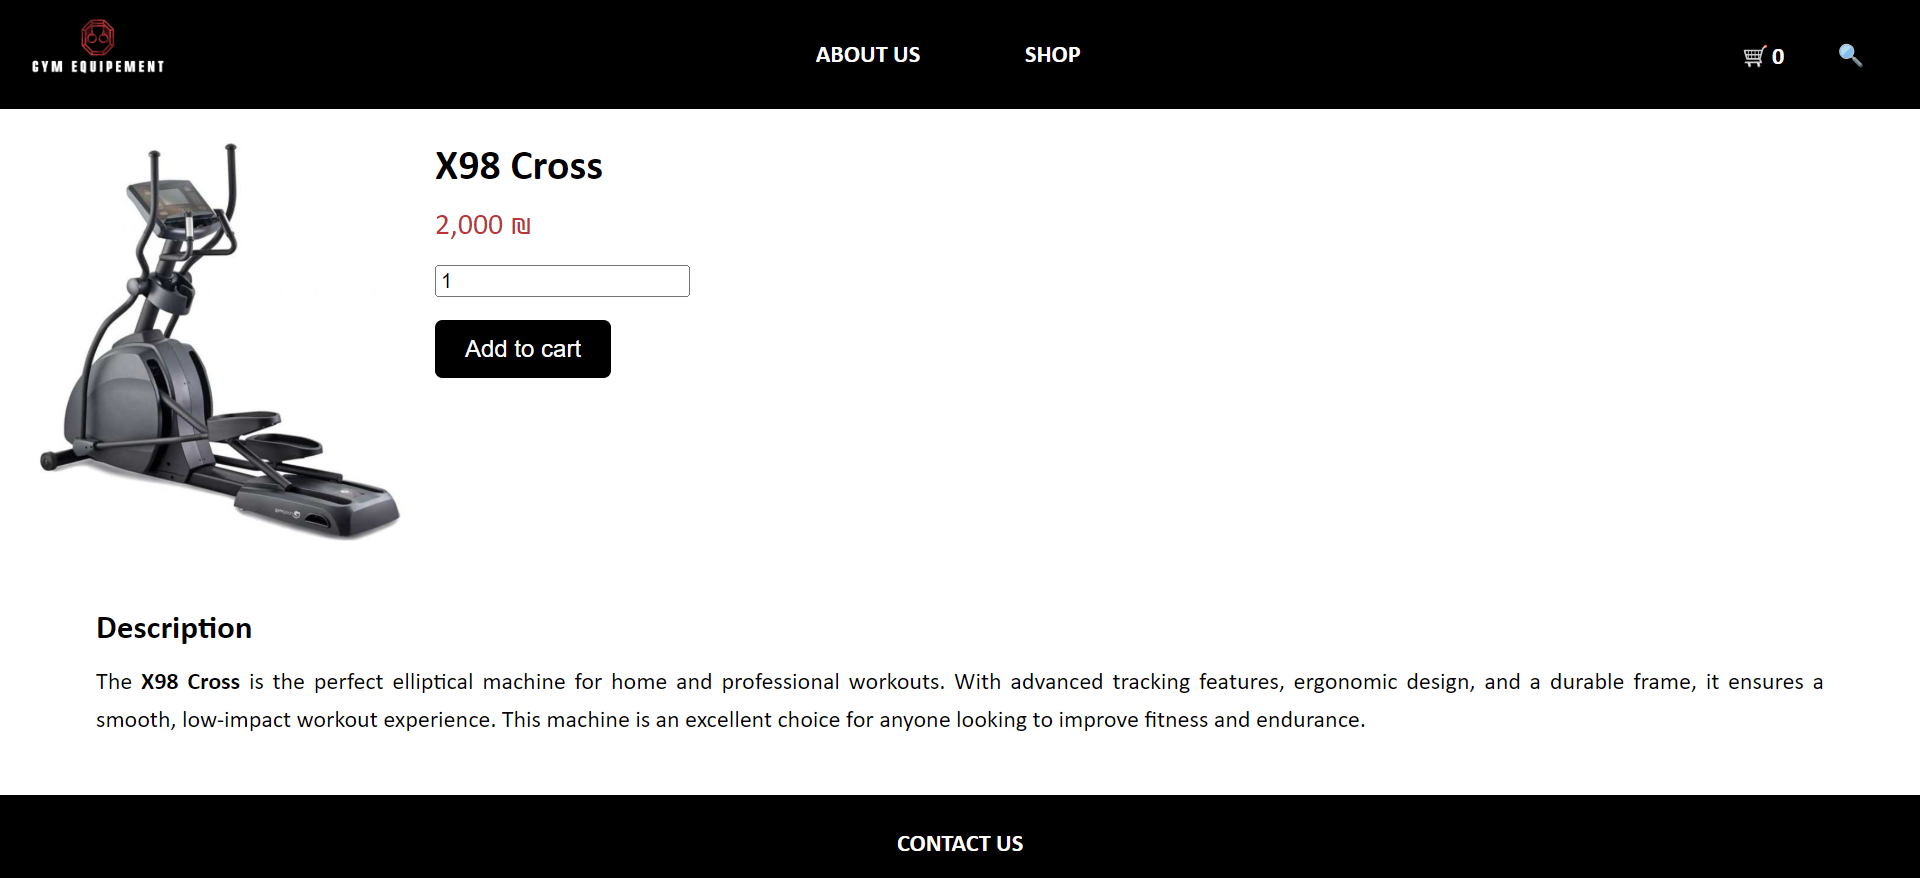 GYM EQUIPEMENT
ABOUT US
SHOP
0
X98 Cross
2,000 ₪
1
Add to cart
Description
The X98 Cross is the perfect elliptical machine for home and professional workouts. With advanced tracking features, ergonomic design, and a durable frame, it ensures a
smooth, low-impact workout experience. This machine is an excellent choice for anyone looking to improve fitness and endurance.
CONTACT US